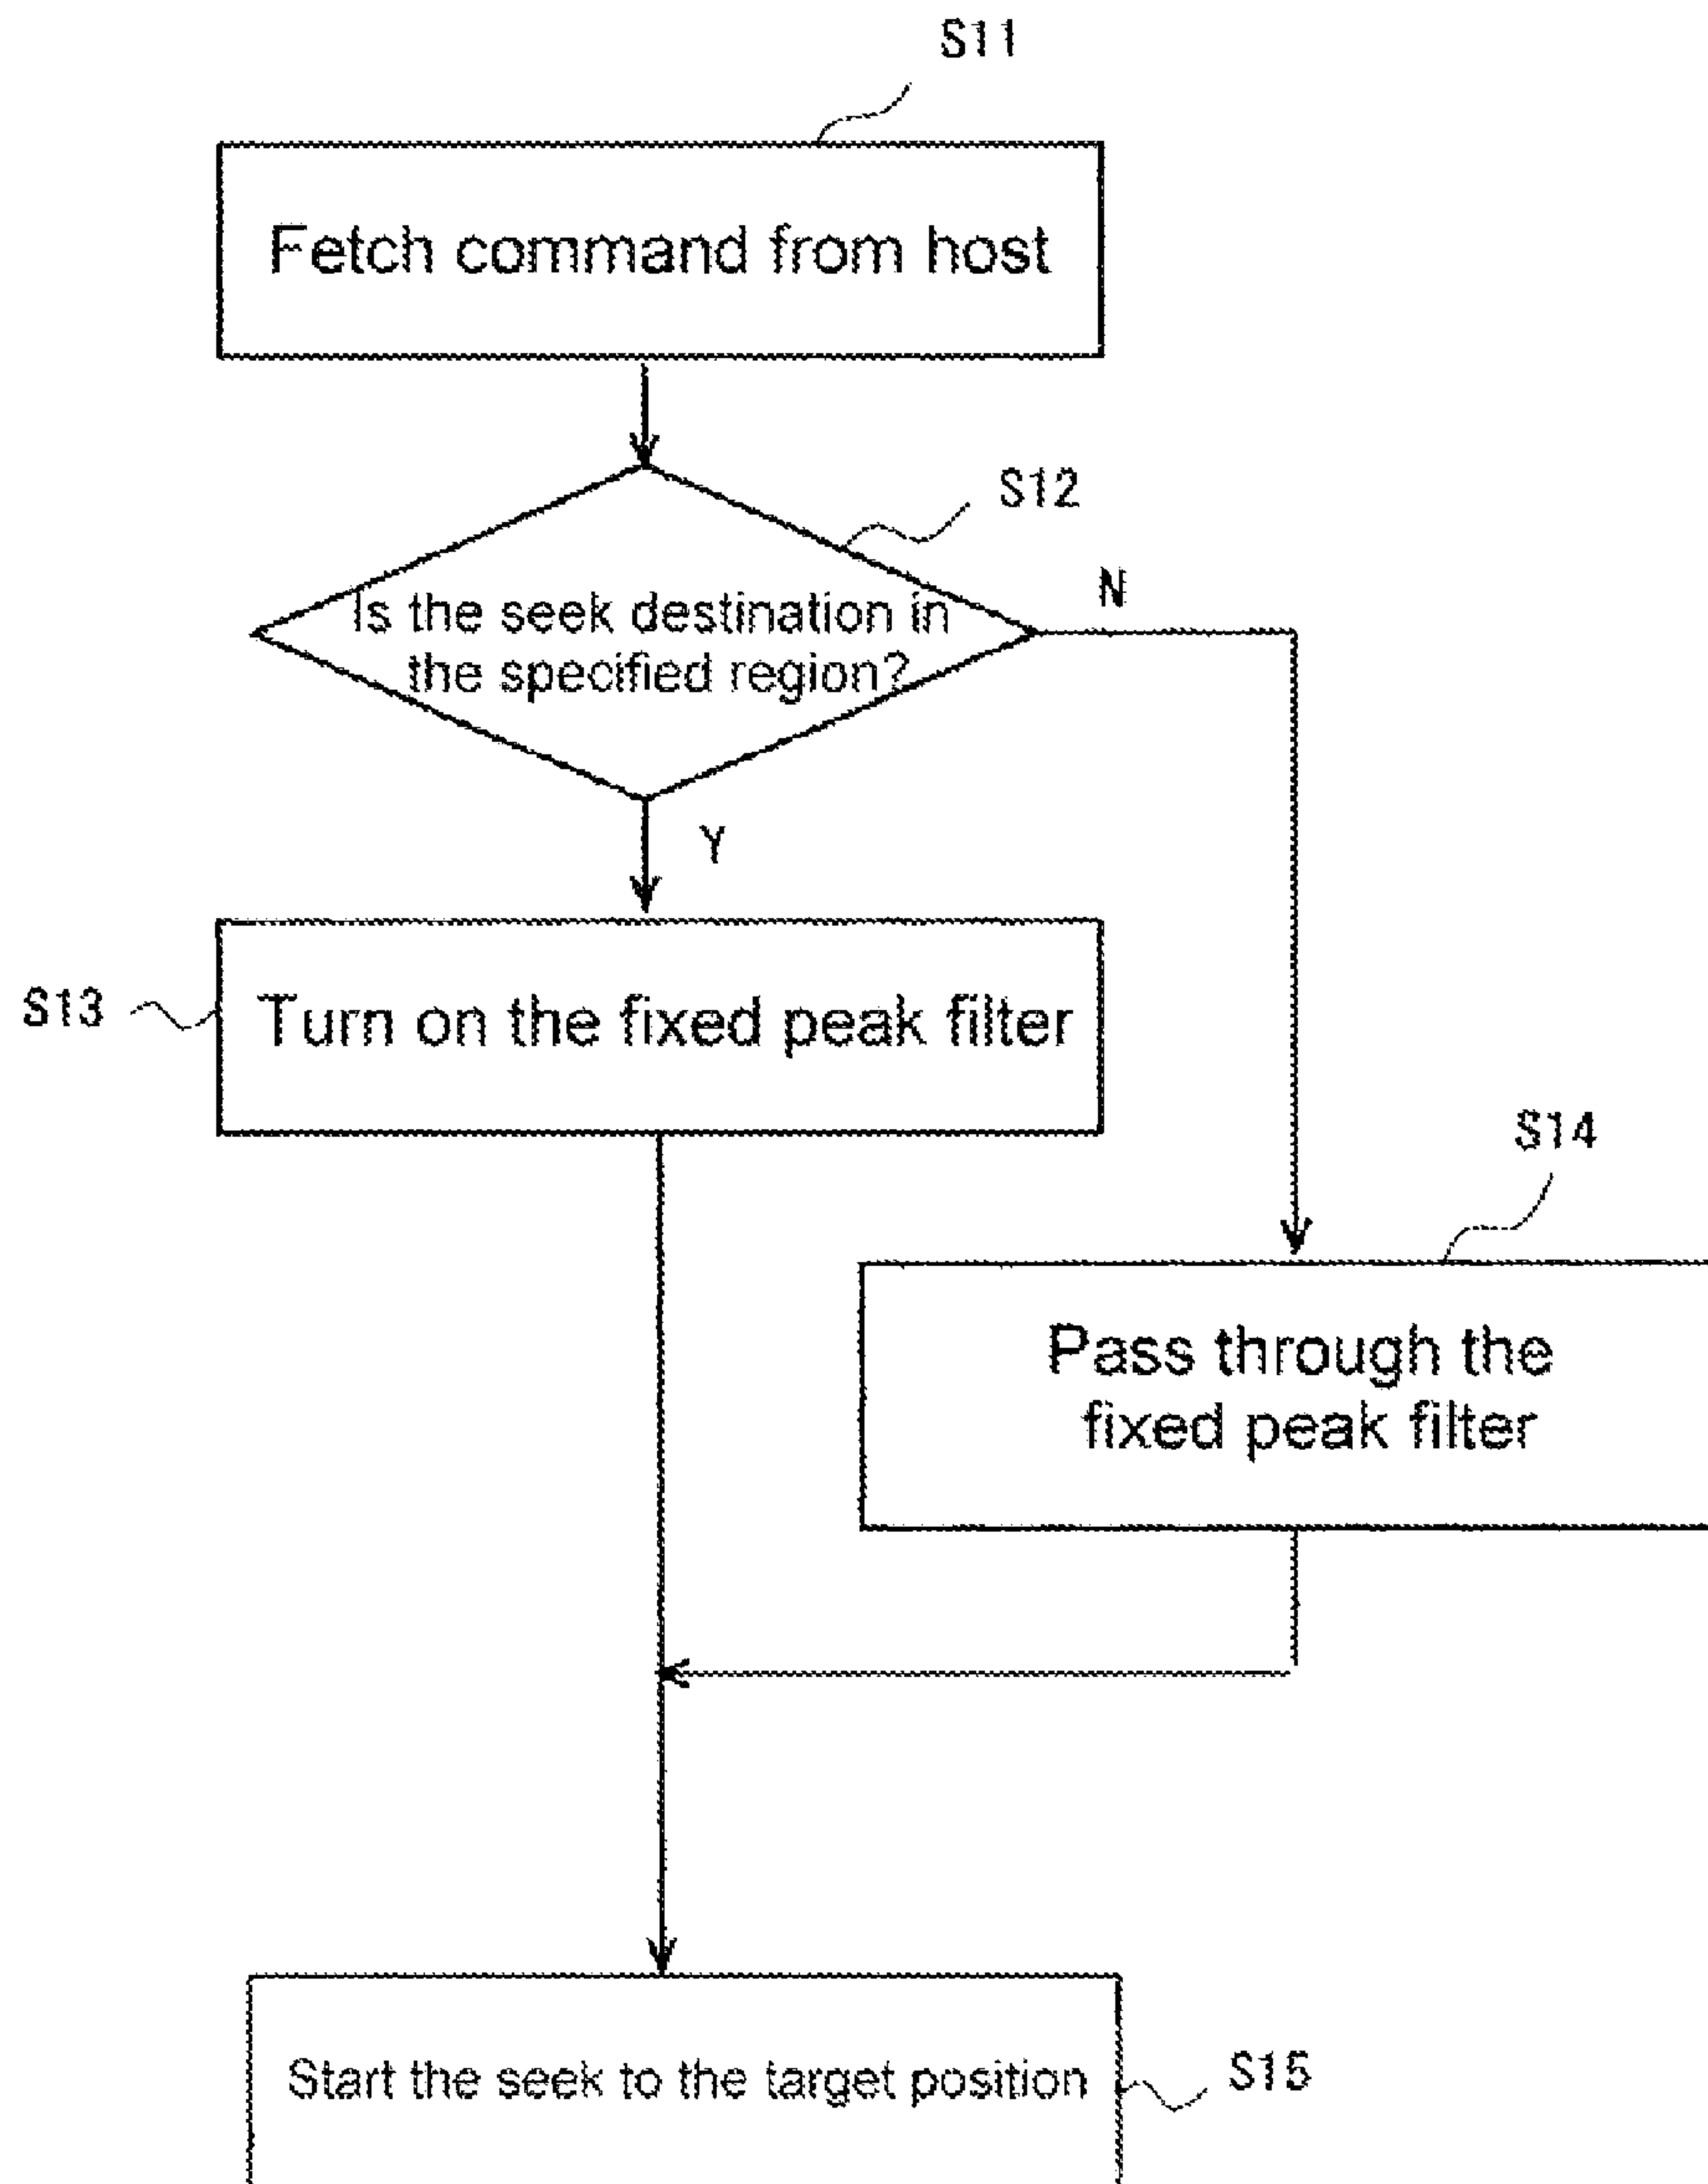 S11
Fetch command from host
S12
Is the seek destination in
the specified region?
N
Y
S13
Turn on the fixed peak filter
S14
Pass through the
fixed peak filter
Start the seek to the target position
S15